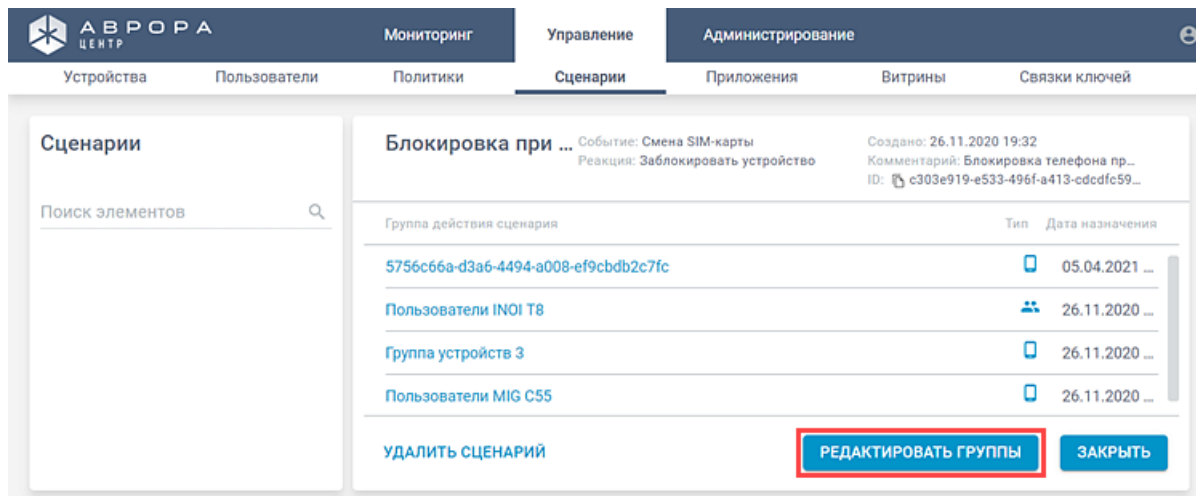 АВРОРА
ЦЕНТР
Мониторинг Управление Администрирование
Устройства Пользователи Политики Сценарии Приложения Витрины Связки ключей
Сценарии
Поиск элементов
Блокировка при ...
Событие: Смена SIM-карты
Реакция: Заблокировать устройство
Создано: 26.11.2020 19:32
Комментарий: Блокировка телефона пр...
ID: c303e919-e533-496f-a413-cdcdfc59...
Группа действия сценария Тип Дата назначения
5756c66a-d3a6-4494-a008-ef9cbdb2c7fc 05.04.2021 ...
Пользователи INOI T8 26.11.2020 ...
Группа устройств 3 26.11.2020 ...
Пользователи MIG C55 26.11.2020 ...
УДАЛИТЬ СЦЕНАРИЙ РЕДАКТИРОВАТЬ ГРУППЫ ЗАКРЫТЬ